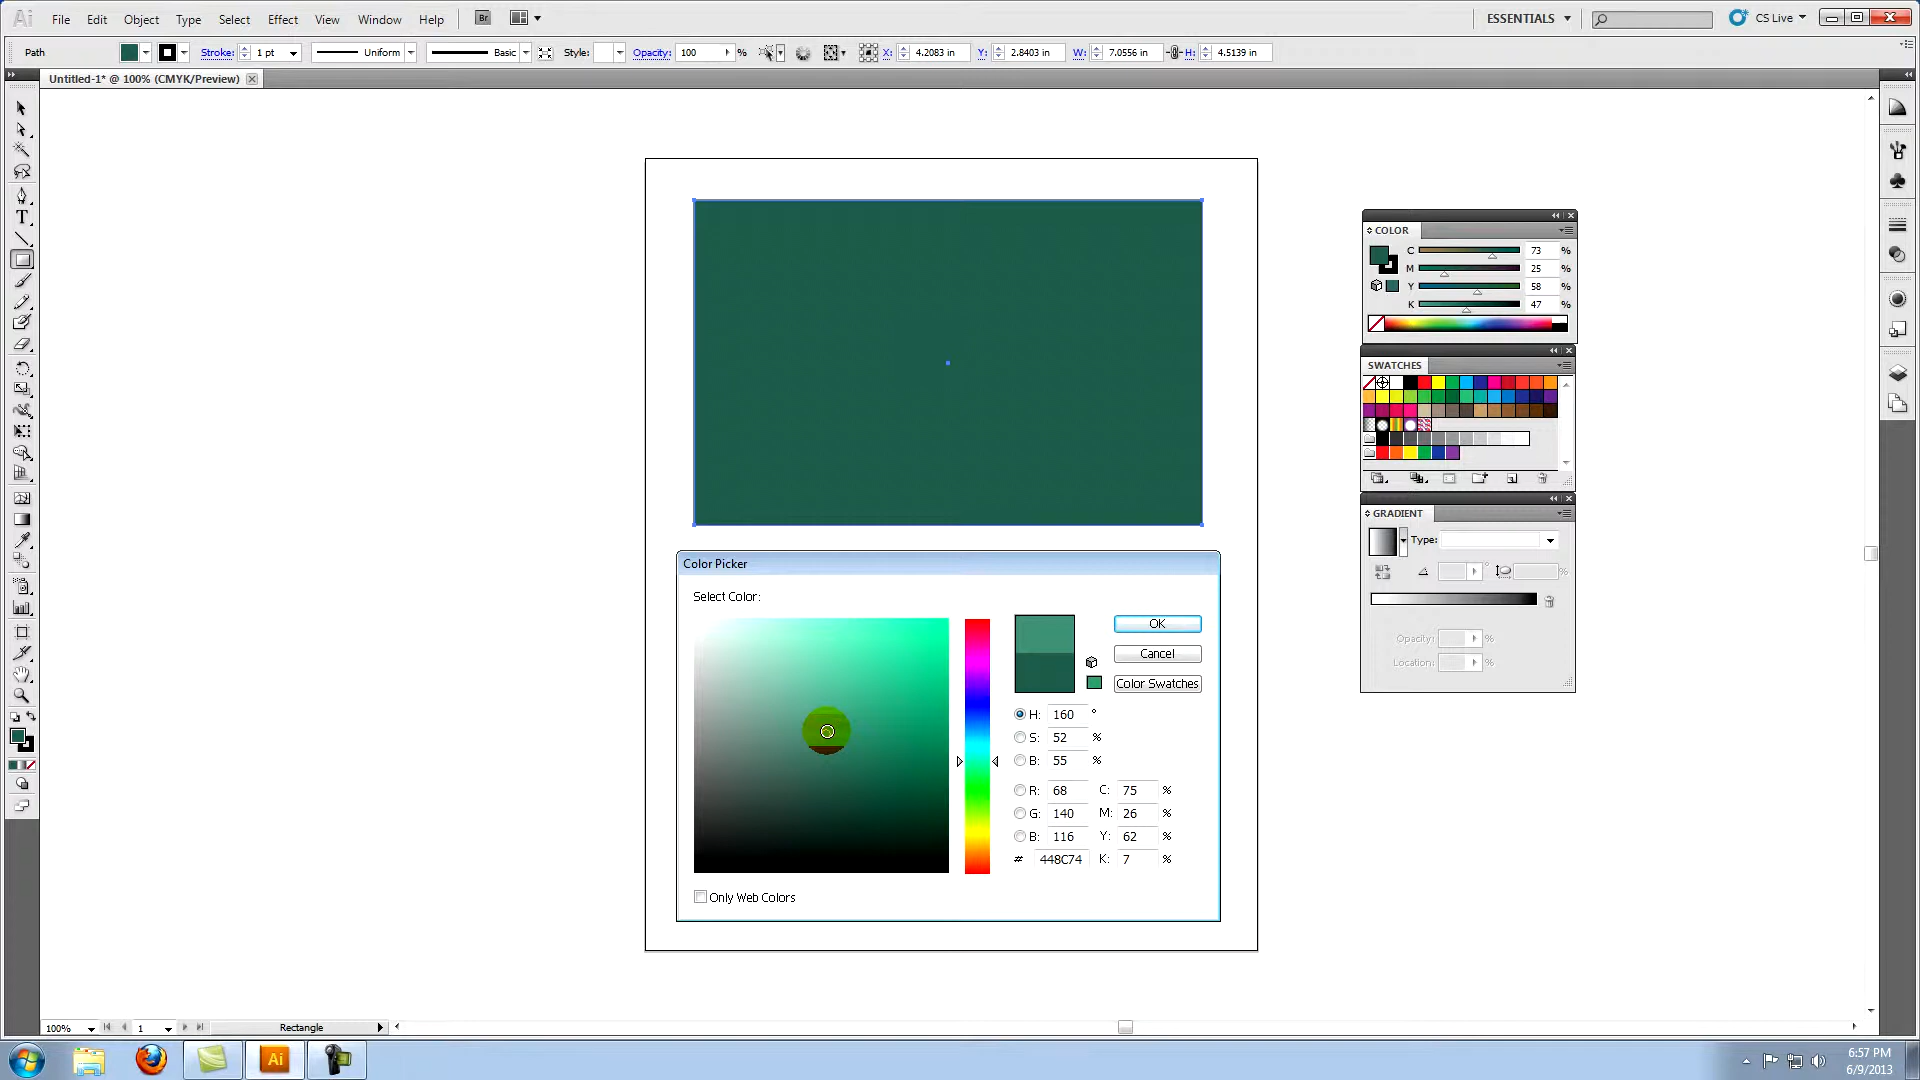 Ai File Edit Object Type Select Effect View Window Help Br ESSENTIALS CS Live
Path Stroke: 1 pt Uniform Basic Style: Opacity: 100 % X: 4.2083 in Y: 2.8403 in W: 7.0556 in H: 4.5139 in
Untitled-1* @ 100% (CMYK/Preview)
COLOR
C 73 %
M 25 %
Y 58 %
K 47 %
SWATCHES
GRADIENT
Type:
°
%
Opacity: %
Location: %
Color Picker
Select Color:
OK
Cancel
Color Swatches
H: 160 °
S: 52 %
B: 55 %
R: 68 C: 75 %
G: 140 M: 26 %
B: 116 Y: 62 %
# 448C74 K: 7 %
Only Web Colors
100% 1 Rectangle
Ai
6:57 PM
6/9/2013